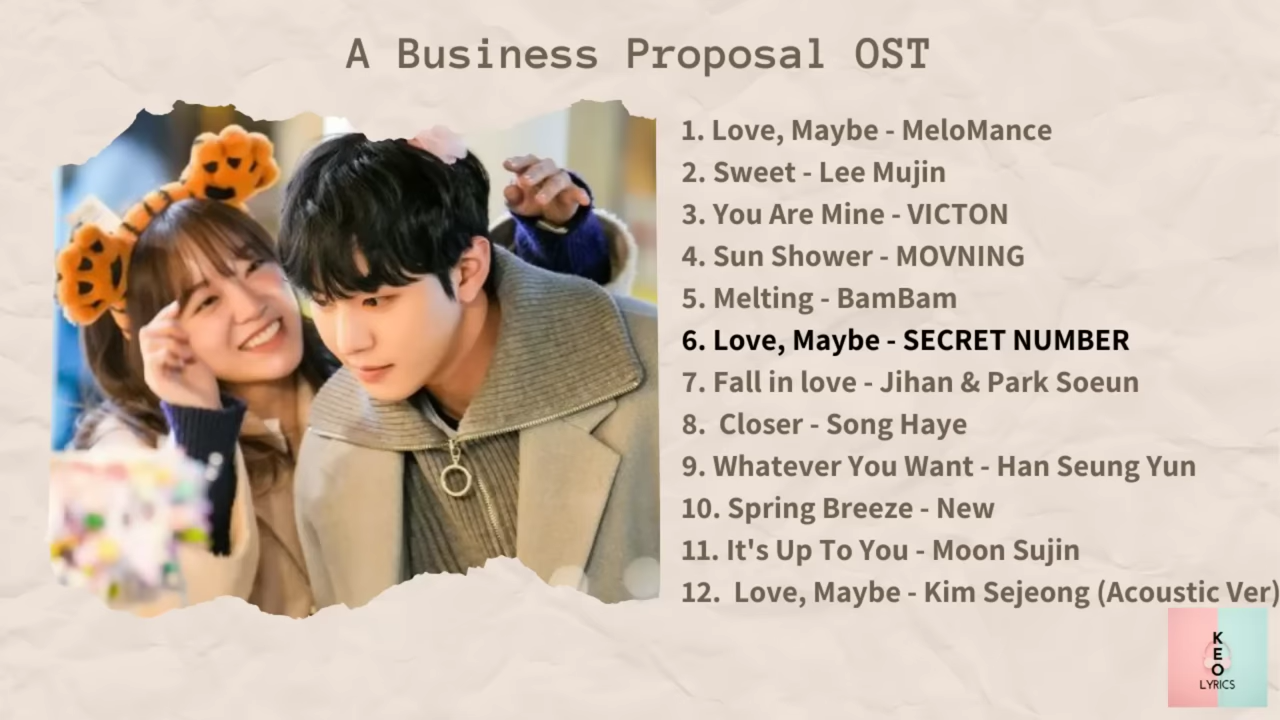 A Business Proposal OST
1. Love, Maybe - MeloMance
2. Sweet - Lee Mujin
3. You Are Mine - VICTON
4. Sun Shower - MOVNING
5. Melting - BamBam
6. Love, Maybe - SECRET NUMBER
7. Fall in love - Jihan & Park Soeun
8. Closer - Song Haye
9. Whatever You Want - Han Seung Yun
10. Spring Breeze - New
11. It's Up To You - Moon Sujin
12. Love, Maybe - Kim Sejeong (Acoustic Ver)
K
E
O
LYRICS